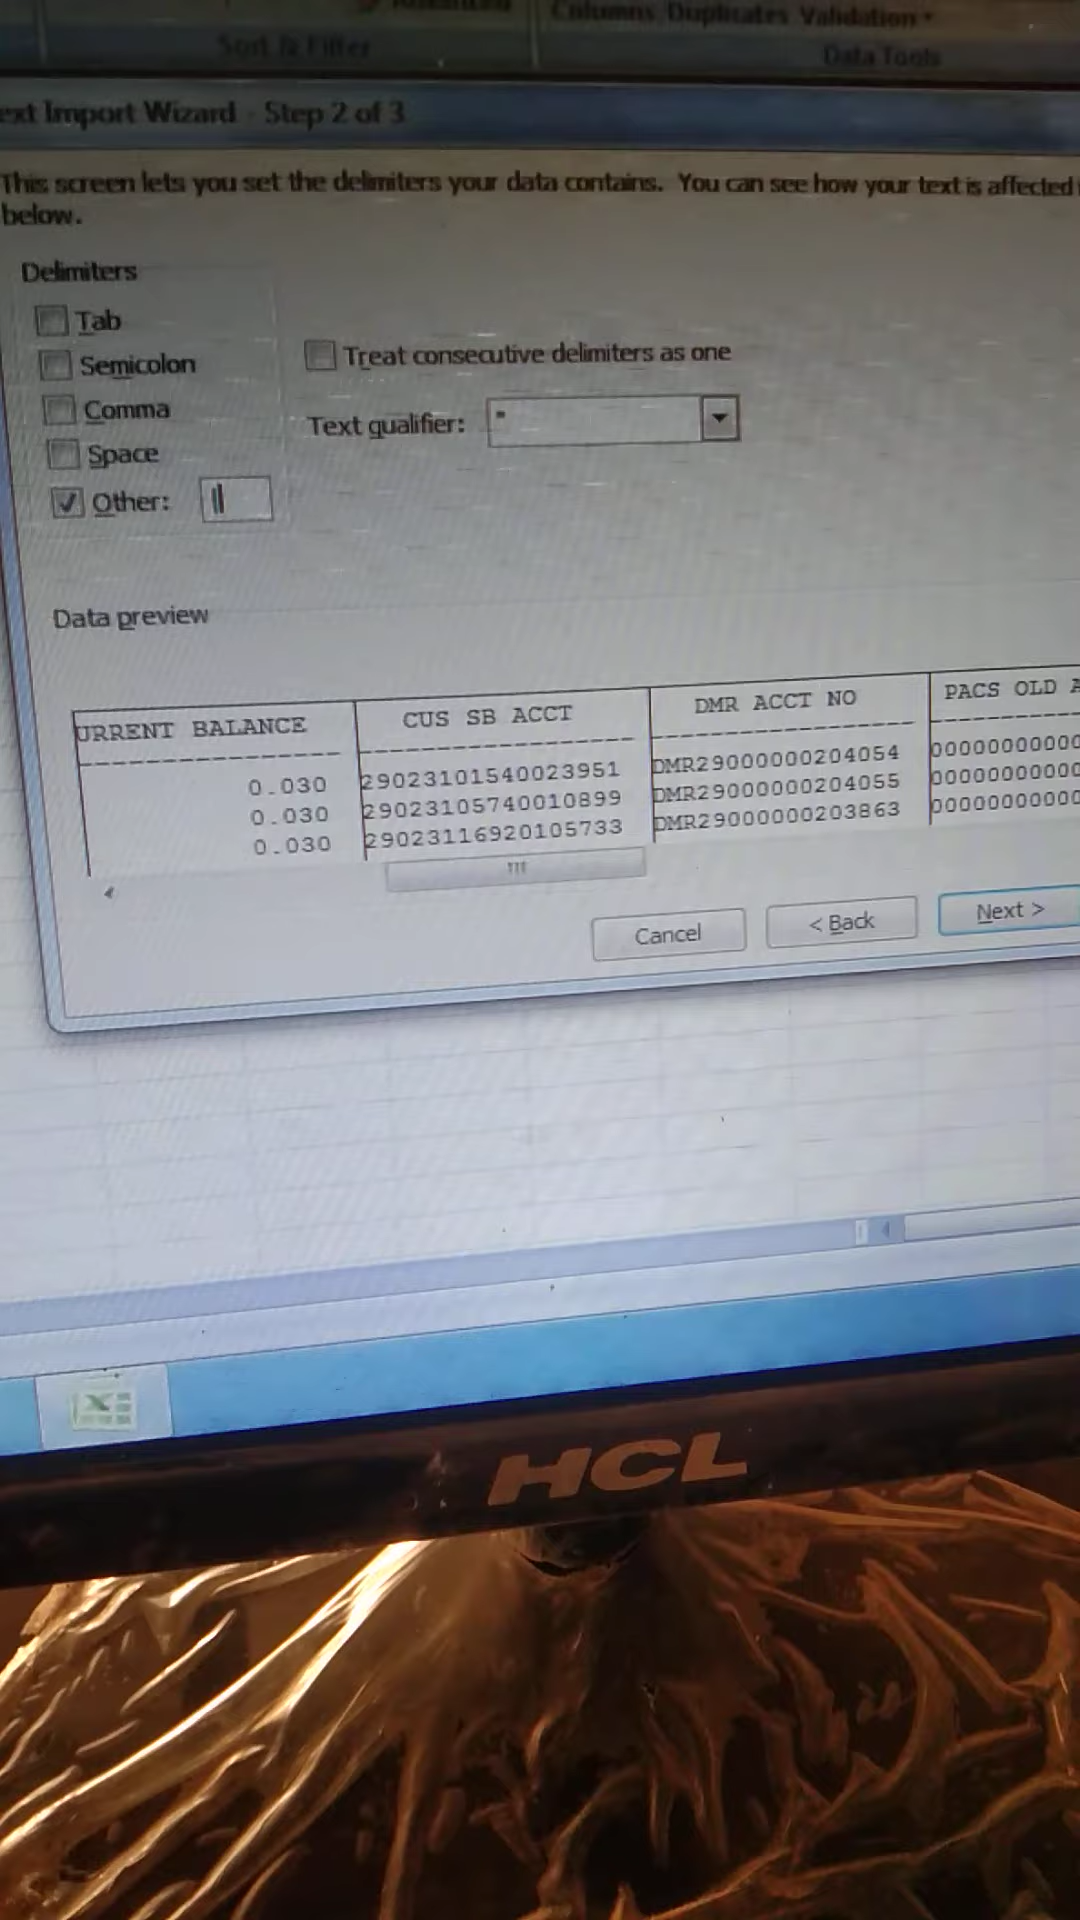 Columns Duplicates Validation
Sort & Filter
Data Tools
ext Import Wizard - Step 2 of 3
This screen lets you set the delimiters your data contains. You can see how your text is affected
below.
Delimiters
Tab
Semicolon
Comma
Space
Other: |
Treat consecutive delimiters as one
Text qualifier: "
Data preview
URRENT BALANCE CUS SB ACCT DMR ACCT NO PACS OLD A
0.030 29023101540023951 DMR29000000204054 00000000000
0.030 29023105740010899 DMR29000000204055 00000000000
0.030 29023116920105733 DMR29000000203863 00000000000
Cancel < Back Next >
HCL